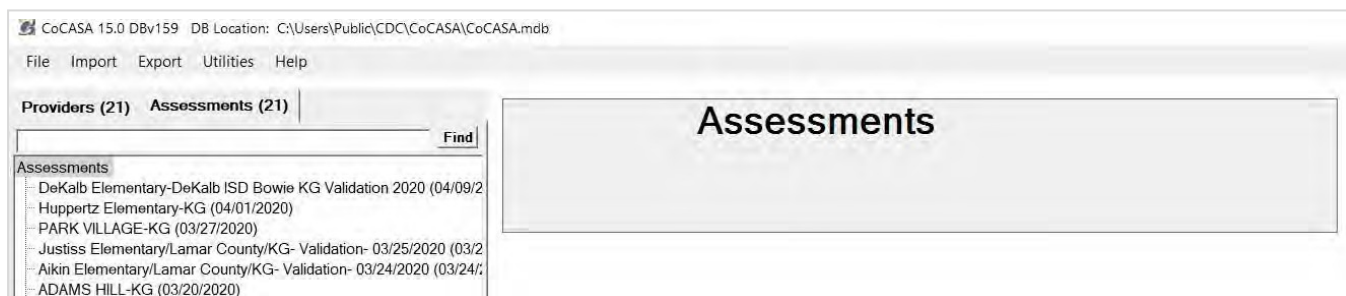 CoCASA 15.0 DBv159 DB Location: C:\Users\Public\CDC\CoCASA\CoCASA.mdb
File Import Export Utilities Help
Providers (21) Assessments (21)
Find
Assessments
DeKalb Elementary-DeKalb ISD Bowie KG Validation 2020 (04/09/2
Huppertz Elementary-KG (04/01/2020)
PARK VILLAGE-KG (03/27/2020)
Justiss Elementary/Lamar County/KG- Validation- 03/25/2020 (03/2
Aikin Elementary/Lamar County/KG- Validation- 03/24/2020 (03/24/
ADAMS HILL-KG (03/20/2020)
Assessments